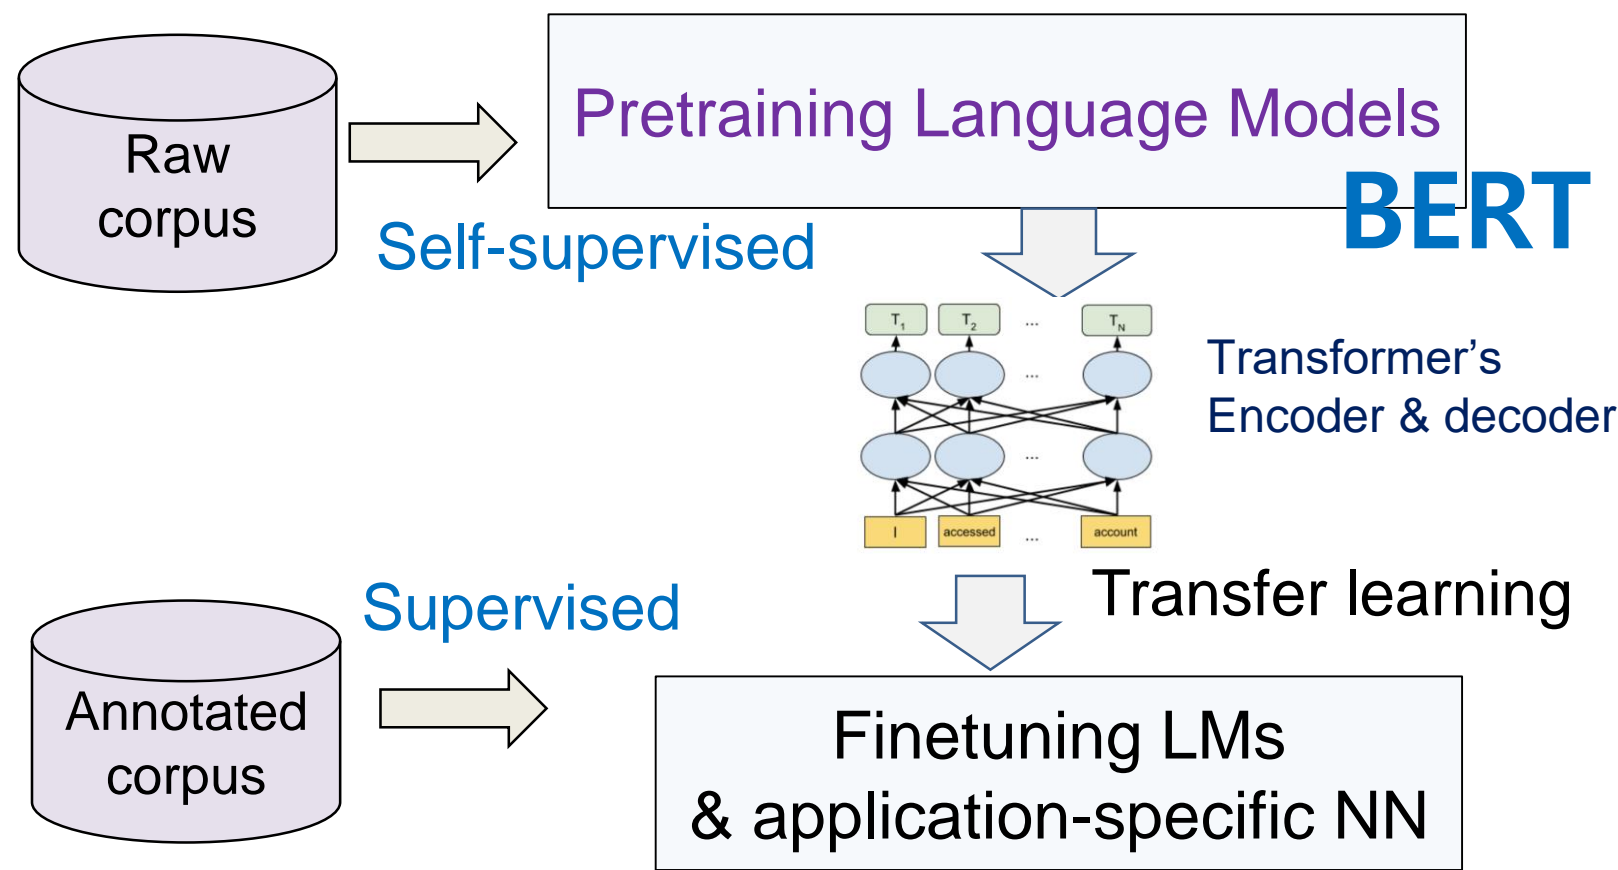 Raw
corpus
Pretraining Language Models
BERT
Self-supervised
T1 T2 ... TN
...
Transformer’s
Encoder & decoder
...
I accessed ... account
Transfer learning
Supervised
Annotated
corpus
Finetuning LMs
& application-specific NN